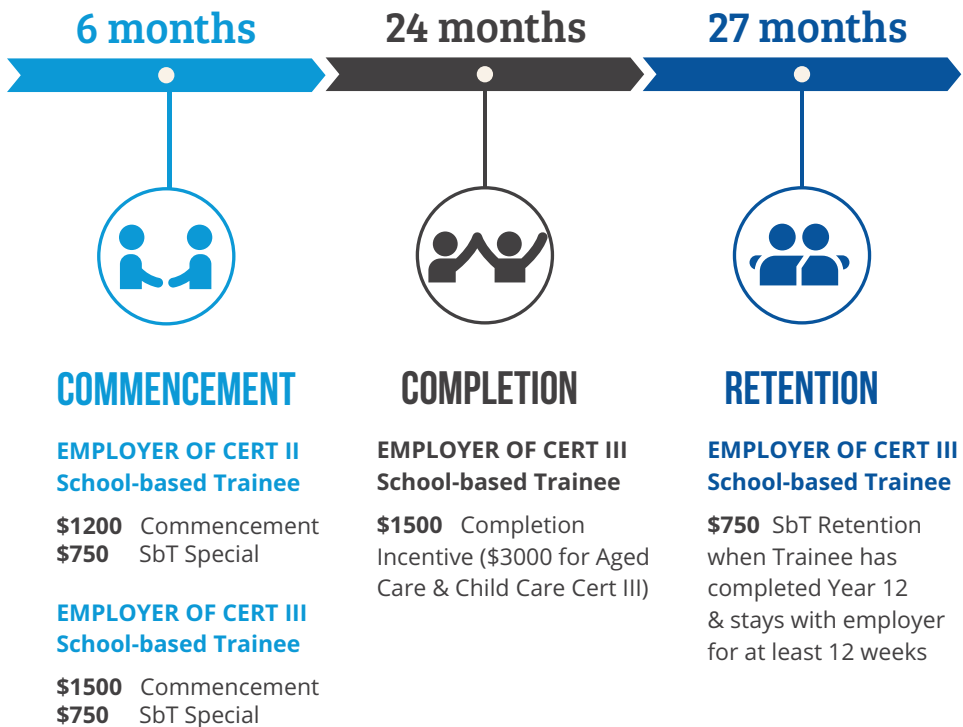 6 months
24 months
27 months
COMMENCEMENT
EMPLOYER OF CERT II
School-based Trainee
$1200 Commencement
$750 SbT Special
EMPLOYER OF CERT III
School-based Trainee
$1500 Commencement
$750 SbT Special
COMPLETION
EMPLOYER OF CERT III
School-based Trainee
$1500 Completion
Incentive ($3000 for Aged
Care & Child Care Cert III)
RETENTION
EMPLOYER OF CERT III
School-based Trainee
$750 SbT Retention
when Trainee has
completed Year 12
& stays with employer
for at least 12 weeks